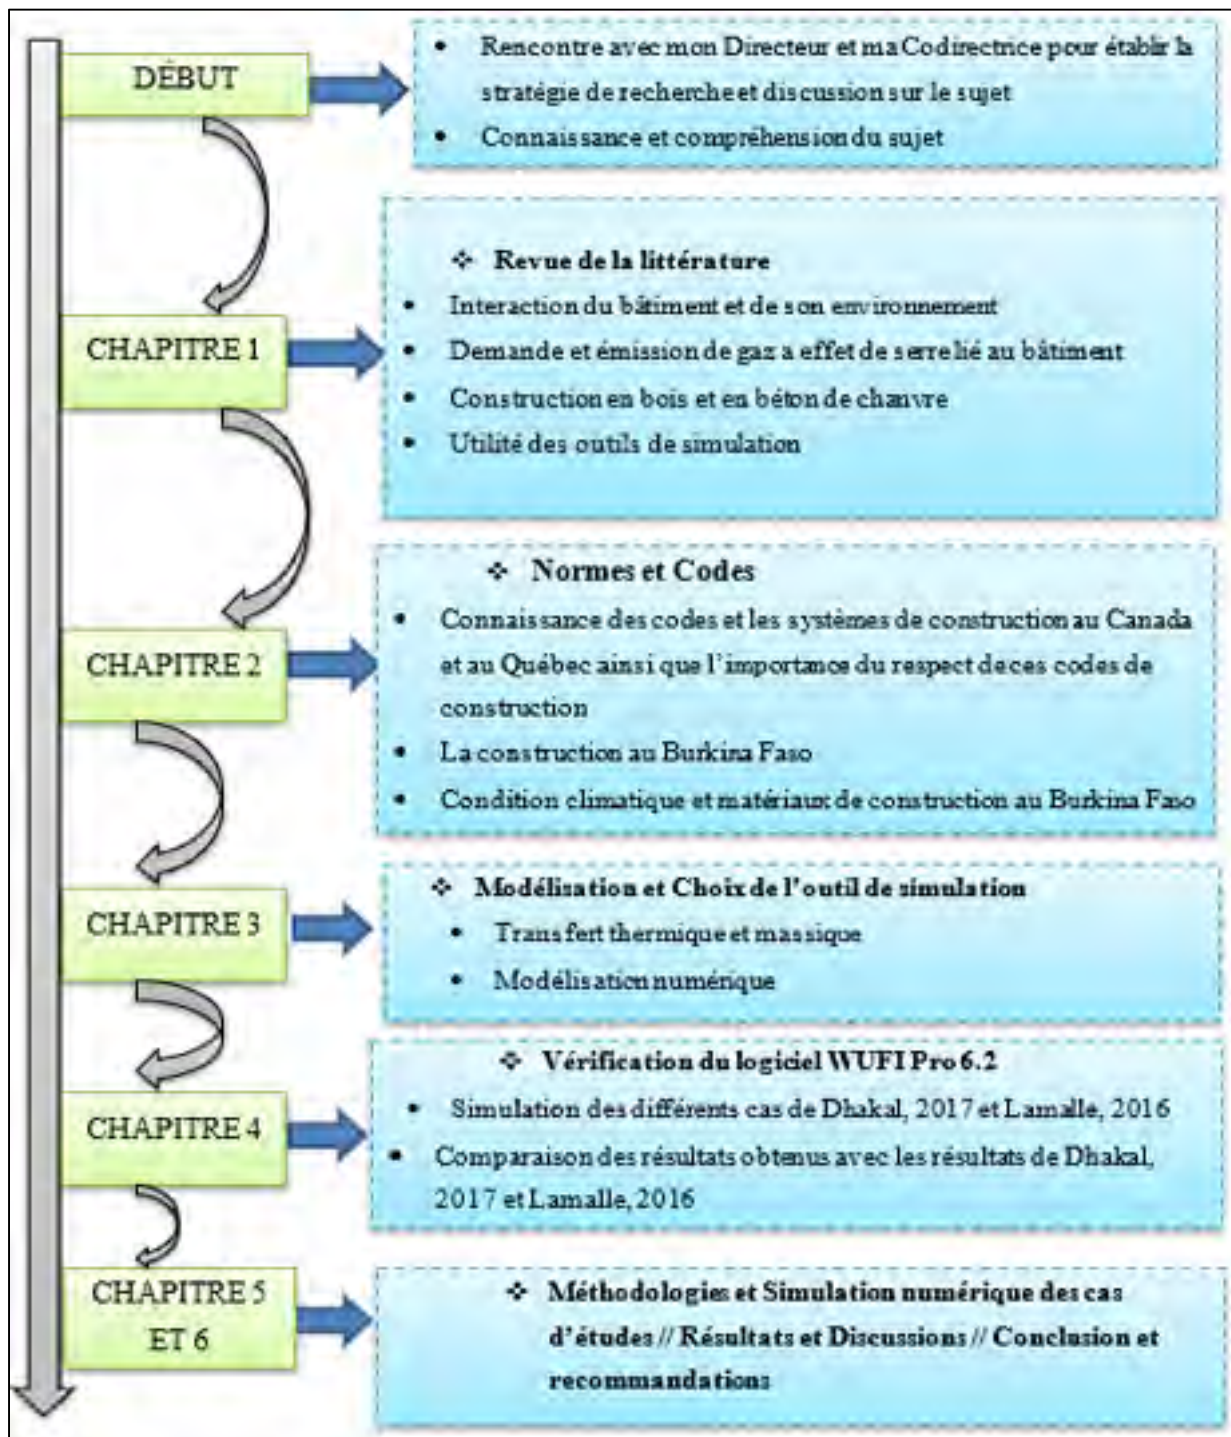 DÉBUT
• Rencontre avec mon Directeur et ma Codirectrice pour établir la
stratégie de recherche et discussion sur le sujet
• Connaissance et compréhension du sujet
CHAPITRE 1
❖ Revue de la littérature
• Interaction du bâtiment et de son environnement
• Demande et émission de gaz a effet de serre lié au bâtiment
• Construction en bois et en béton de chanvre
• Utilité des outils de simulation
CHAPITRE 2
❖ Normes et Codes
• Connaissance des codes et les systèmes de construction au Canada
et au Québec ainsi que l'importance du respect de ces codes de
construction
• La construction au Burkina Faso
• Condition climatique et matériaux de construction au Burkina Faso
CHAPITRE 3
❖ Modélisation et Choix de l'outil de simulation
• Transfert thermique et massique
• Modélisation numérique
CHAPITRE 4
❖ Vérification du logiciel WUFI Pro 6.2
• Simulation des différents cas de Dhakal, 2017 et Lamalle, 2016
• Comparaison des résultats obtenus avec les résultats de Dhakal,
2017 et Lamalle, 2016
CHAPITRE 5
ET 6
❖ Méthodologies et Simulation numérique des cas
d'études // Résultats et Discussions // Conclusion et
recommandations